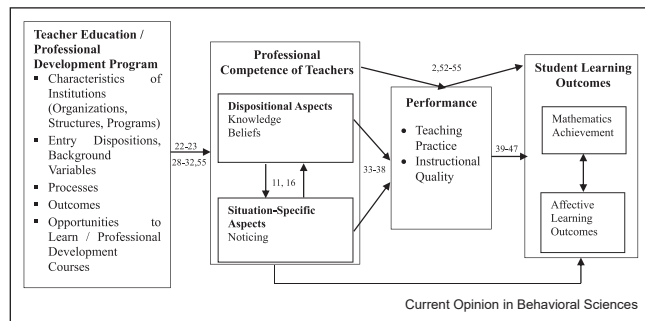 Teacher Education /
Professional
Development Program
▪ Characteristics of
Institutions
(Organizations,
Structures, Programs)
▪ Entry Dispositions,
Background
Variables
▪ Processes
▪ Outcomes
▪ Opportunities to
Learn / Professional
Development
Courses
22-23
28-32,55
Professional
Competence of Teachers
Dispositional Aspects
Knowledge
Beliefs
11, 16
Situation-Specific
Aspects
Noticing
33-38
2,52-55
Performance
• Teaching
Practice
• Instructional
Quality
39-47
Student Learning
Outcomes
Mathematics
Achievement
Affective
Learning
Outcomes
Current Opinion in Behavioral Sciences